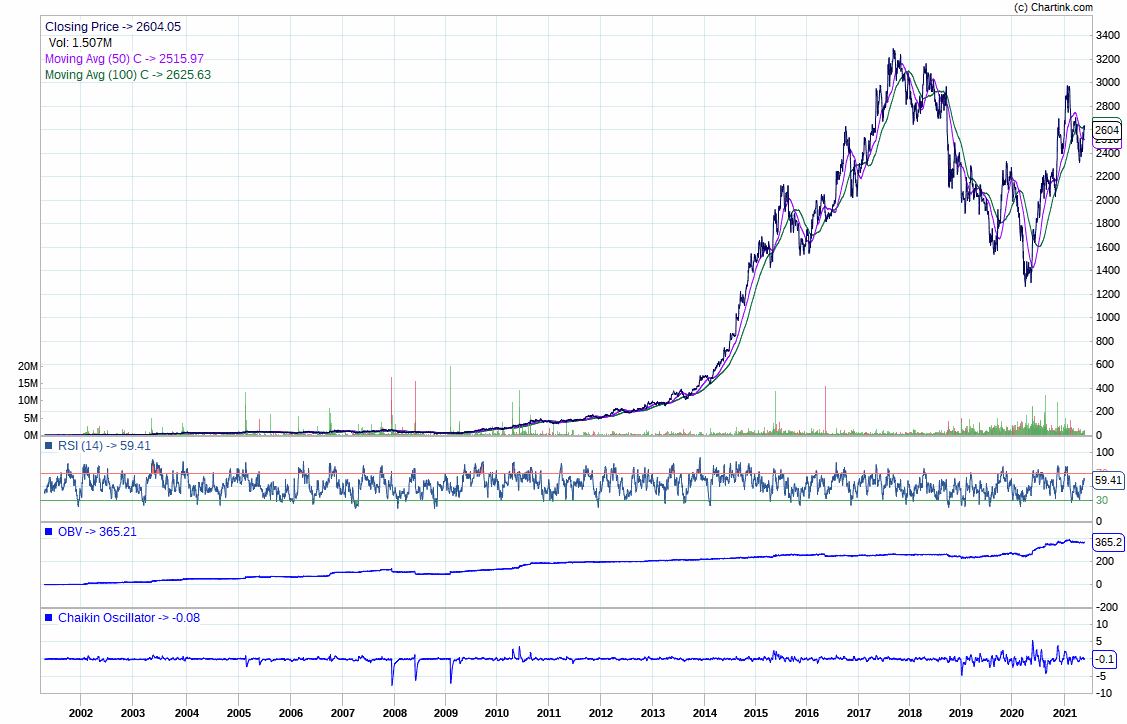 (c) Chartink.com
Closing Price -> 2604.05
Vol: 1.507M
Moving Avg (50) C -> 2515.97
Moving Avg (100) C -> 2625.63
3400
3200
3000
2800
2604
2400
2200
2000
1800
1600
1400
1200
1000
800
600
400
200
0
20M
15M
10M
5M
0M
RSI (14) -> 59.41
100
59.41
30
0
OBV -> 365.21
365.2
200
0
-200
Chaikin Oscillator -> -0.08
10
5
-0.1
-5
-10
2002 2003 2004 2005 2006 2007 2008 2009 2010 2011 2012 2013 2014 2015 2016 2017 2018 2019 2020 2021